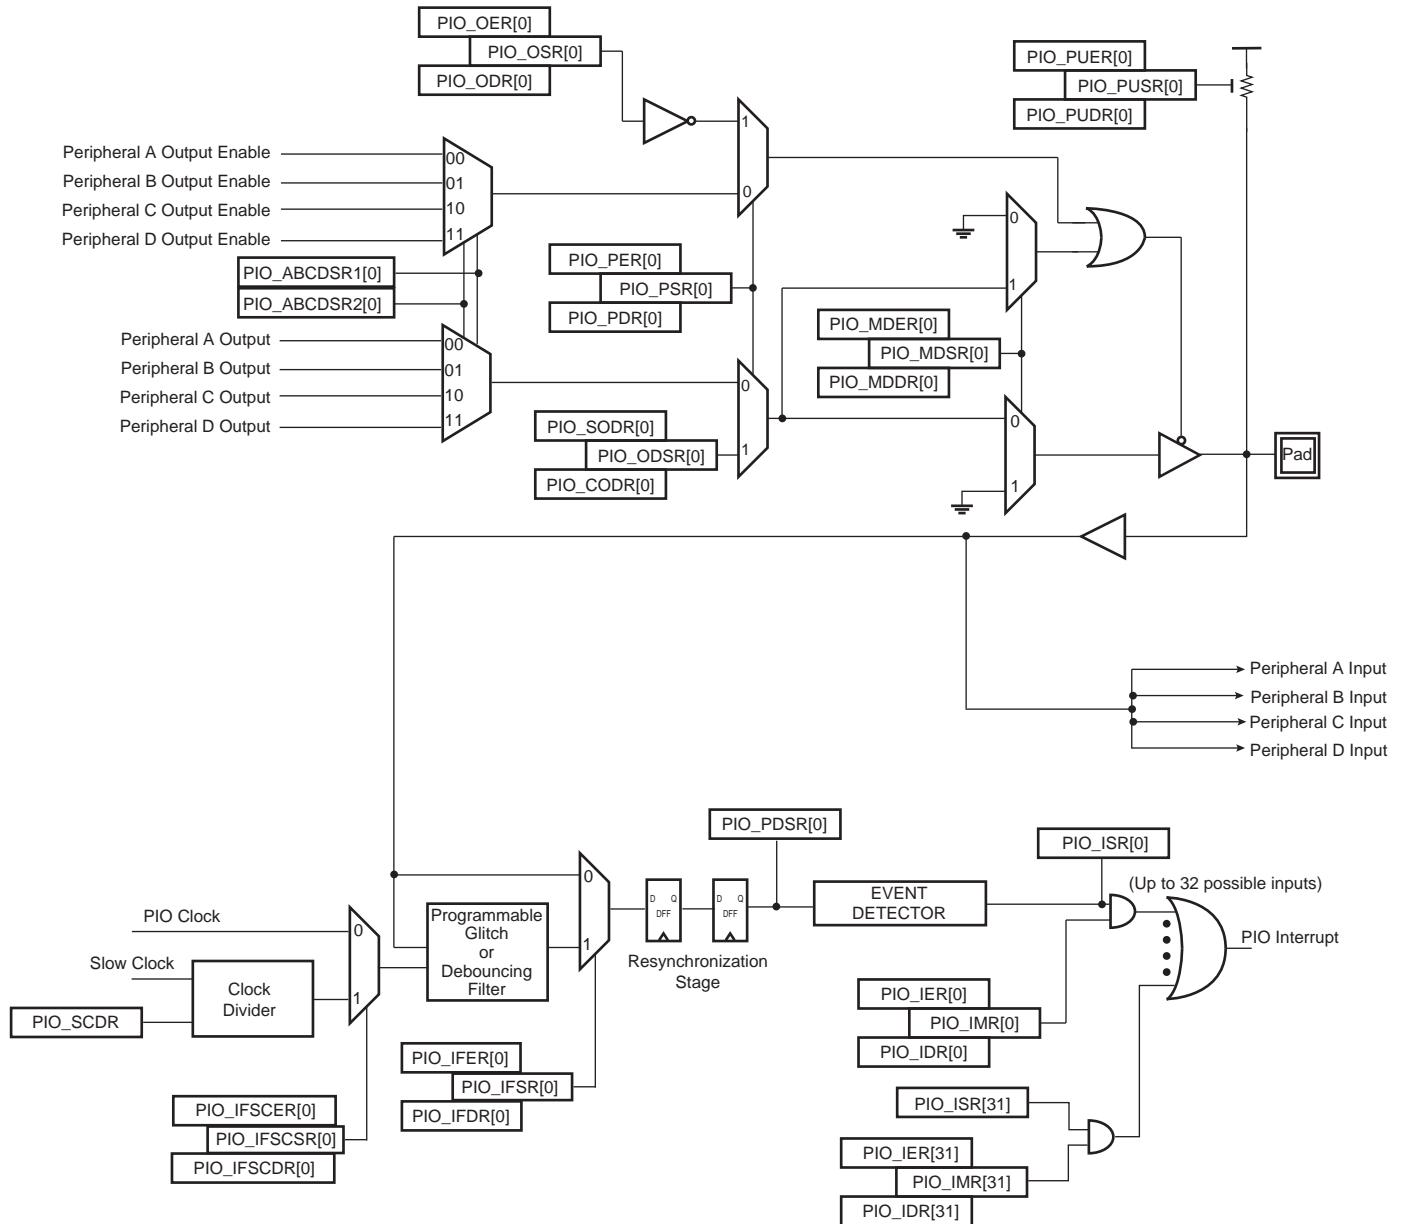 PIO_OER[0]
PIO_OSR[0]
PIO_ODR[0]
PIO_PUER[0]
PIO_PUSR[0]
PIO_PUDR[0]
1
0
Peripheral A Output Enable
Peripheral B Output Enable
Peripheral C Output Enable
Peripheral D Output Enable
00
01
10
11
PIO_ABCDSR1[0]
PIO_ABCDSR2[0]
PIO_PER[0]
PIO_PSR[0]
PIO_PDR[0]
0
1
PIO_MDER[0]
PIO_MDSR[0]
PIO_MDDR[0]
Peripheral A Output
Peripheral B Output
Peripheral C Output
Peripheral D Output
00
01
10
11
0
1
PIO_SODR[0]
PIO_ODSR[0]
PIO_CODR[0]
0
1
Pad
Peripheral A Input
Peripheral B Input
Peripheral C Input
Peripheral D Input
PIO_PDSR[0]
PIO_ISR[0]
(Up to 32 possible inputs)
EVENT
DETECTOR
PIO Interrupt
0
1
D Q
DFF
D Q
DFF
Resynchronization
Stage
Programmable
Glitch
or
Debouncing
Filter
PIO Clock
Slow Clock
0
1
Clock
Divider
PIO_SCDR
PIO_IER[0]
PIO_IMR[0]
PIO_IDR[0]
PIO_IFER[0]
PIO_IFSR[0]
PIO_IFDR[0]
PIO_IFSCER[0]
PIO_IFSCSR[0]
PIO_IFSCDR[0]
PIO_ISR[31]
PIO_IER[31]
PIO_IMR[31]
PIO_IDR[31]